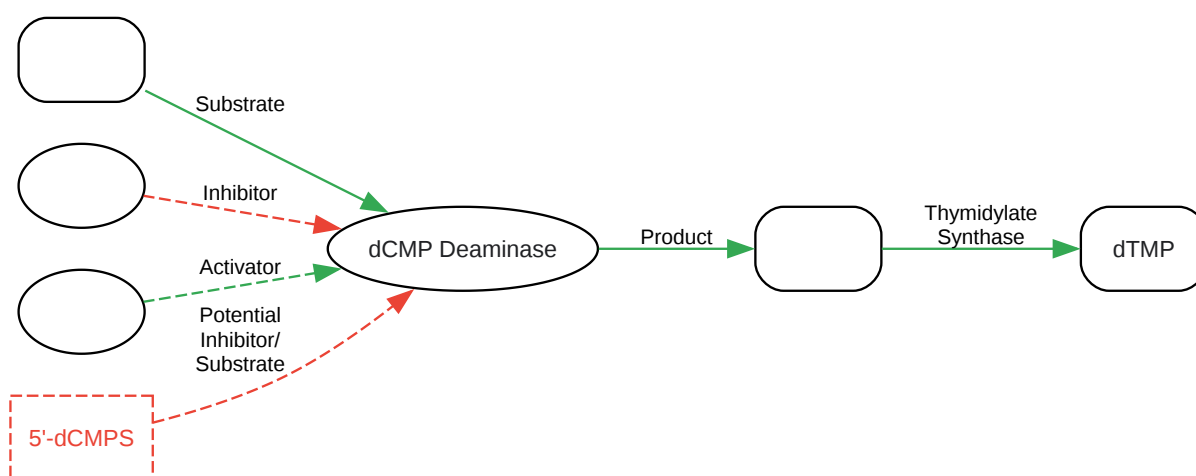 Substrate
Inhibitor
Activator
Potential
Inhibitor/
Substrate
5'-dCMPS
dCMP Deaminase
Product
Thymidylate
Synthase
dTMP